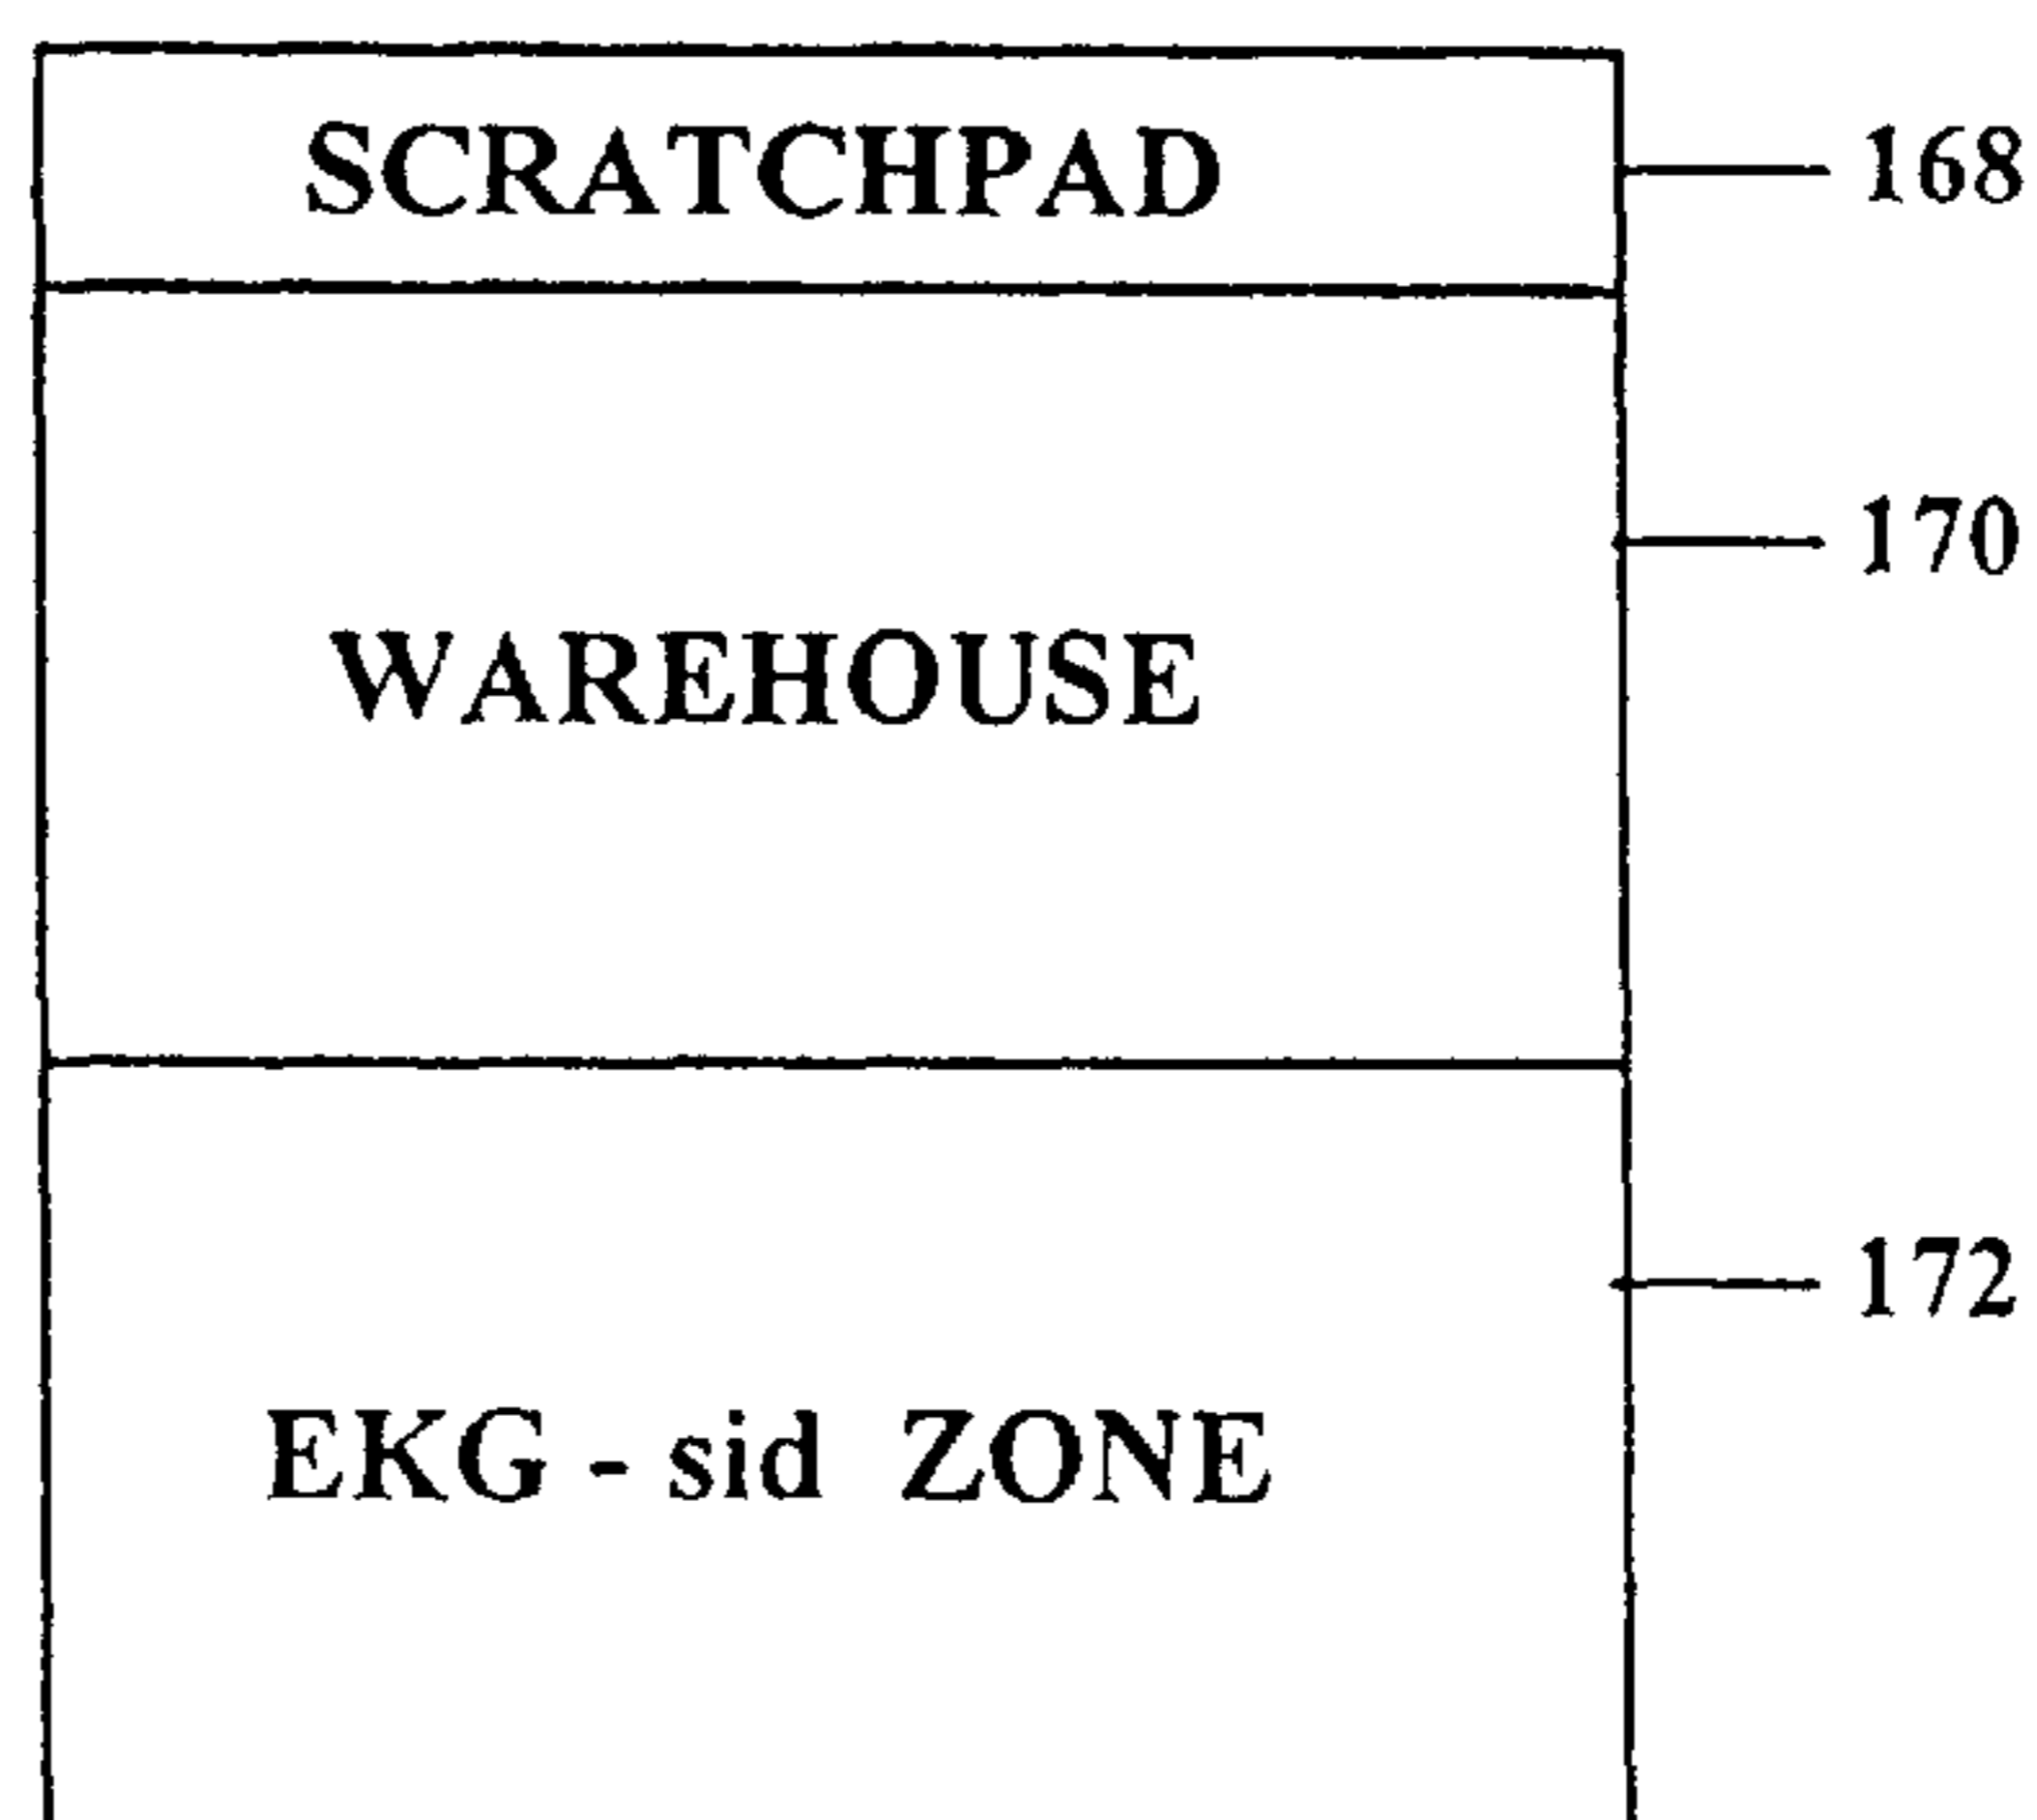 SCRATCHPAD
168
170
WAREHOUSE
172
EKG - sid ZONE